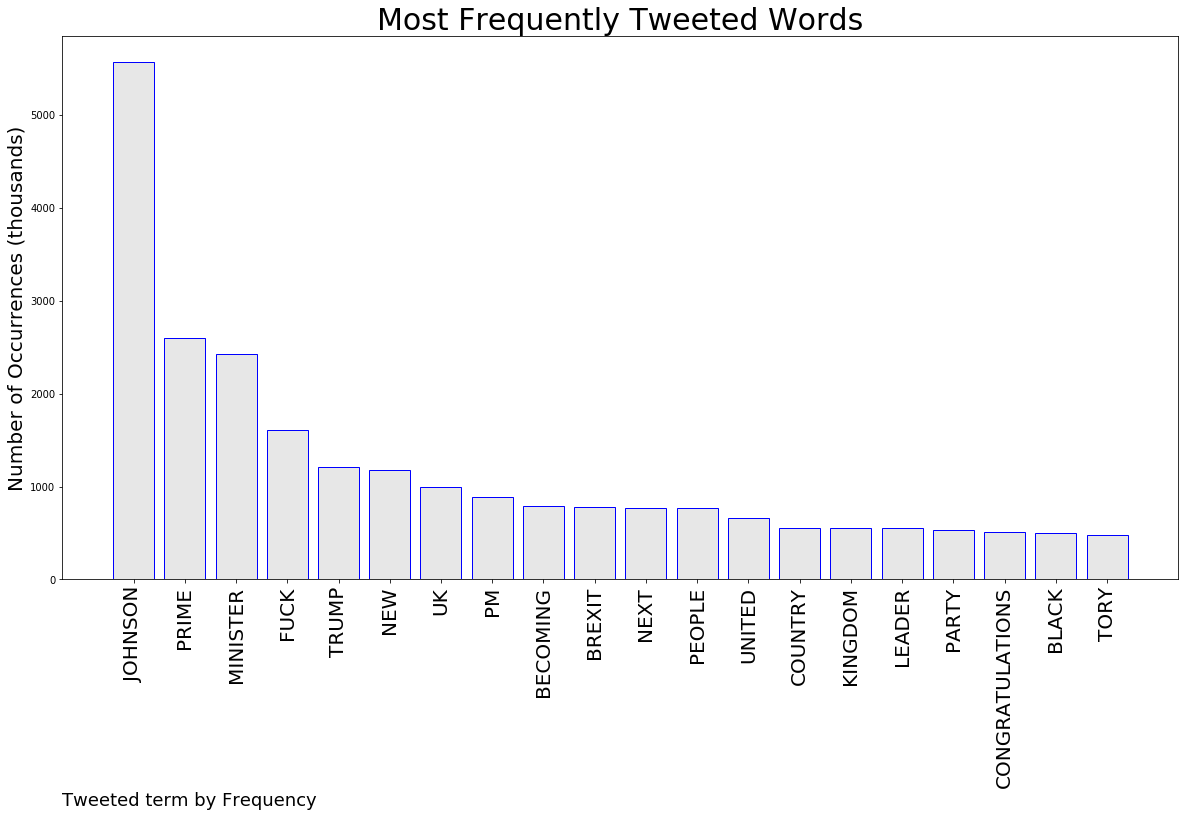 Most Frequently Tweeted Words
Number of Occurrences (thousands)
5000
4000
3000
2000
1000
0
JOHNSON
PRIME
MINISTER
FUCK
TRUMP
NEW
UK
PM
BECOMING
BREXIT
NEXT
PEOPLE
UNITED
COUNTRY
KINGDOM
LEADER
PARTY
CONGRATULATIONS
BLACK
TORY
Tweeted term by Frequency